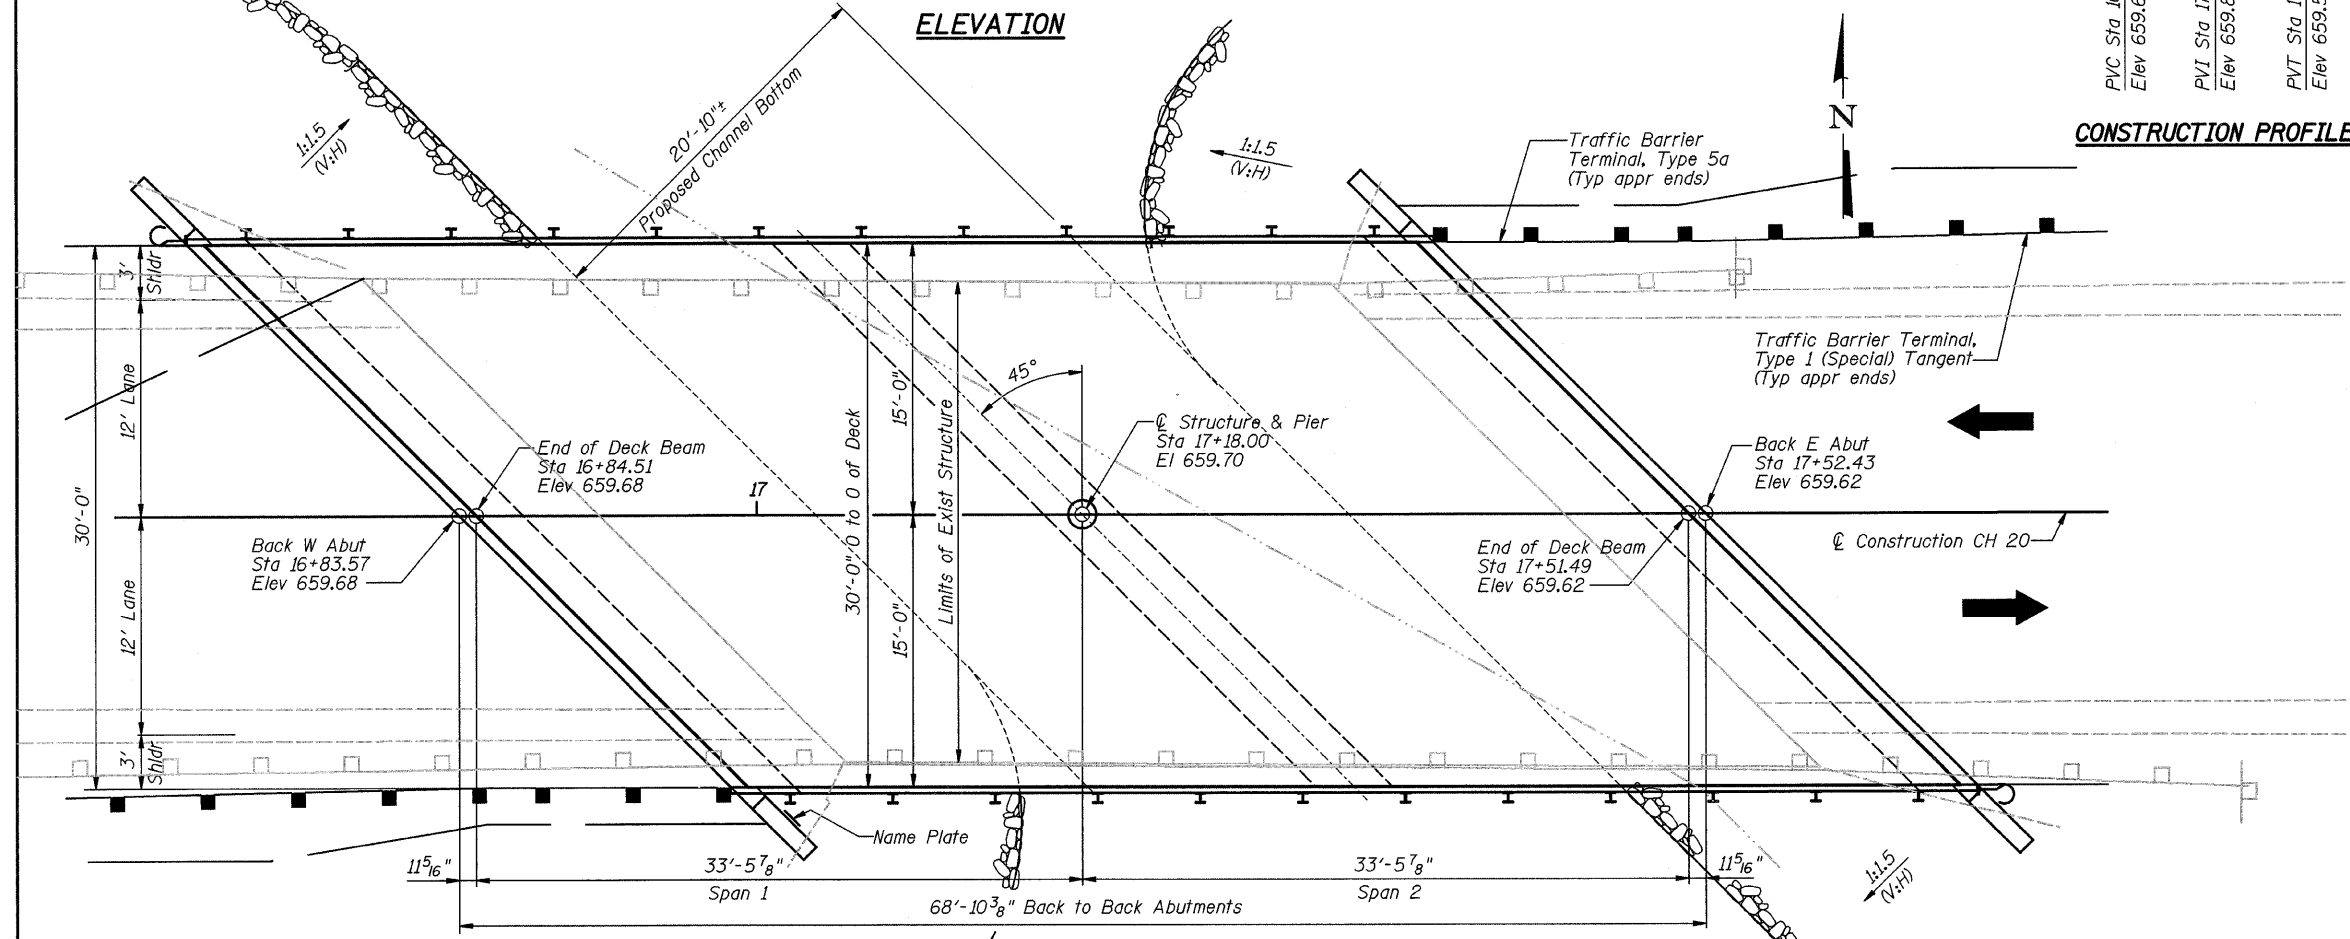 ELEVATION
PVC Sta
Elev 659.
PVI Sta
Elev 659.
PVT Sta
Elev 659.
CONSTRUCTION PROFILE
N
1:1.5
(V:H)
20'-10"±
Proposed Channel Bottom
1:1.5
(V:H)
Traffic Barrier
Terminal, Type 5a
(Typ appr ends)
Traffic Barrier Terminal,
Type 1 (Special) Tangent
(Typ appr ends)
3'
Shldr
12' Lane
30'-0"
12' Lane
3'
Shldr
End of Deck Beam
Sta 16+84.51
Elev 659.68
17
Back W Abut
Sta 16+83.57
Elev 659.68
30'-0" O to O of Deck
15'-0"
15'-0"
Limits of Exist Structure
45°
℄ Structure & Pier
Sta 17+18.00
El 659.70
Back E Abut
Sta 17+52.43
Elev 659.62
End of Deck Beam
Sta 17+51.49
Elev 659.62
℄ Construction CH 20
Name Plate
11 5/16"
33'-5 7/8"
Span 1
33'-5 7/8"
Span 2
11 5/16"
1:1.5
(V:H)
68'-10 3/8" Back to Back Abutments